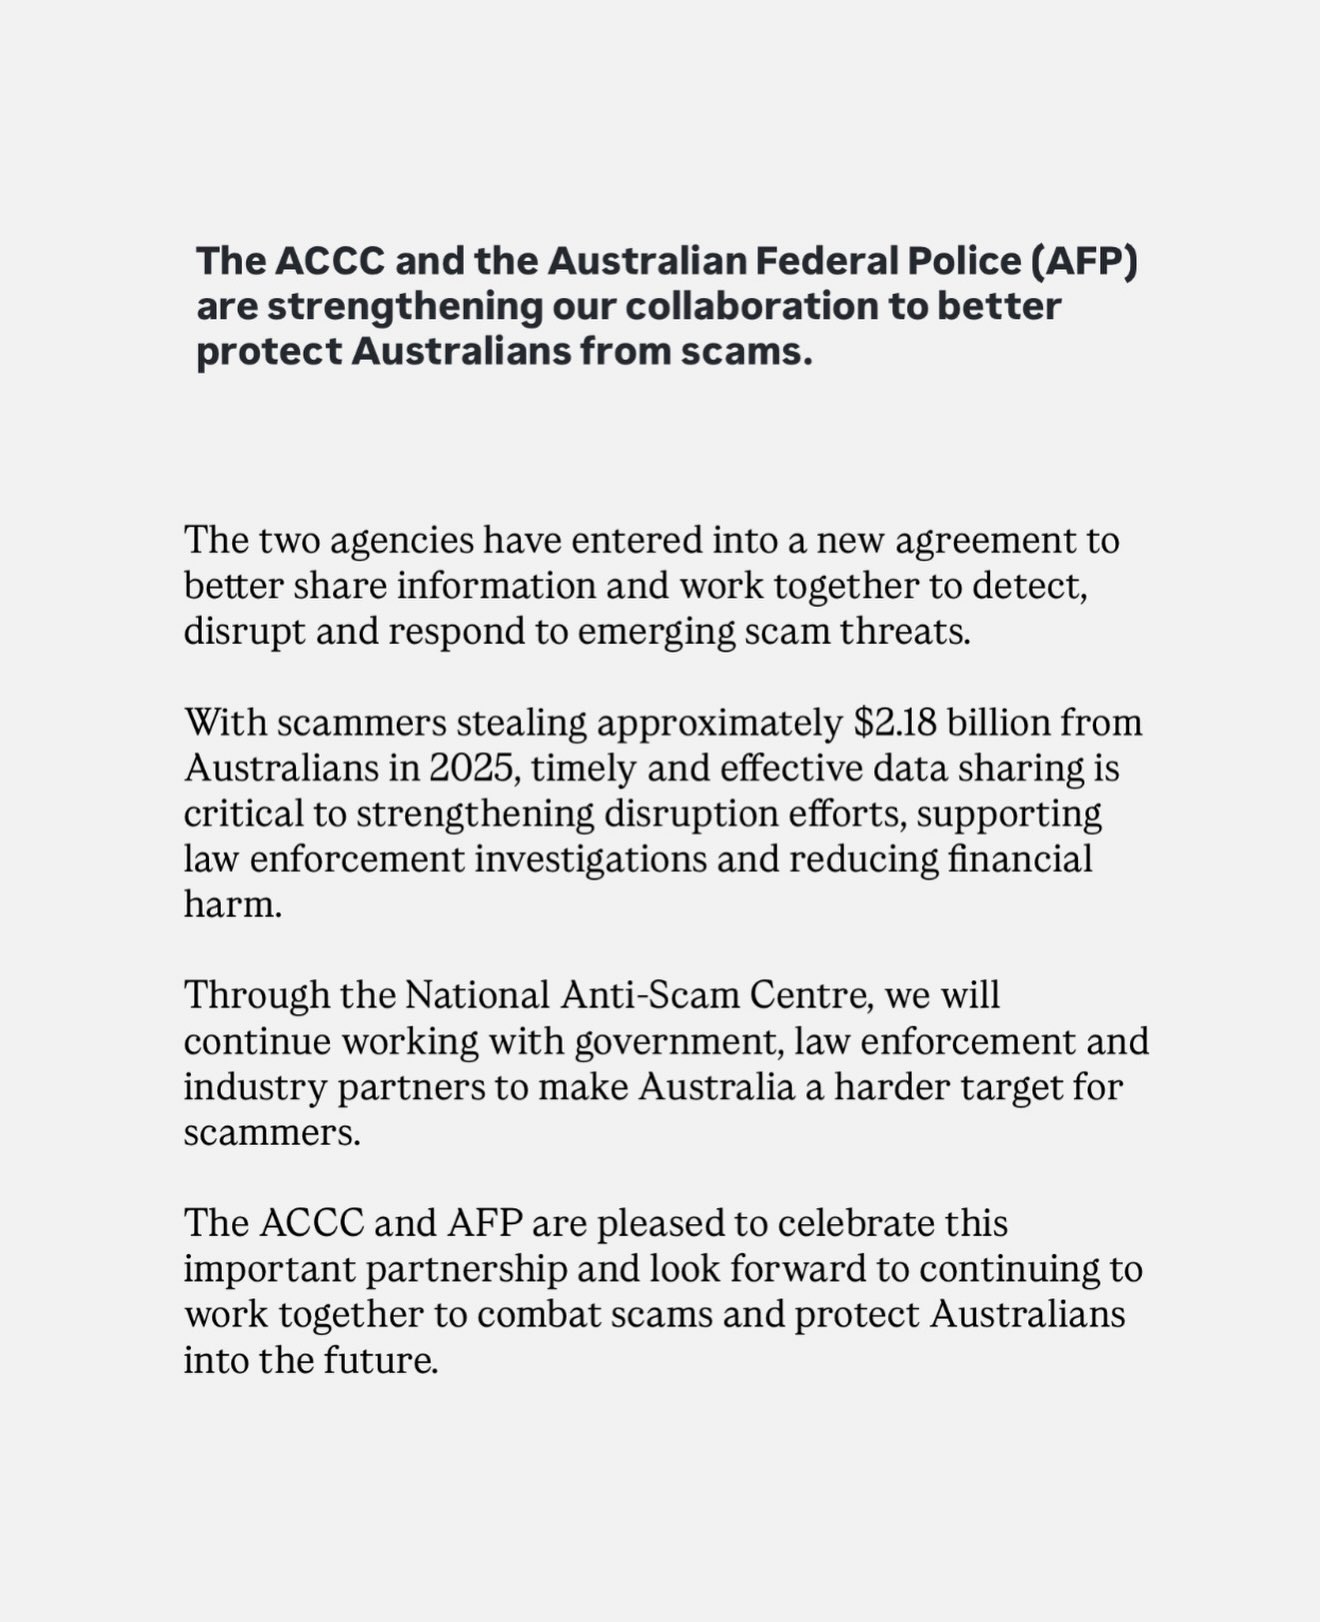 The ACCC and the Australian Federal Police (AFP)
are strengthening our collaboration to better
protect Australians from scams.
The two agencies have entered into a new agreement to
better share information and work together to detect,
disrupt and respond to emerging scam threats.
With scammers stealing approximately $2.18 billion from
Australians in 2025, timely and effective data sharing is
critical to strengthening disruption efforts, supporting
law enforcement investigations and reducing financial
harm.
Through the National Anti-Scam Centre, we will
continue working with government, law enforcement and
industry partners to make Australia a harder target for
scammers.
The ACCC and AFP are pleased to celebrate this
important partnership and look forward to continuing to
work together to combat scams and protect Australians
into the future.